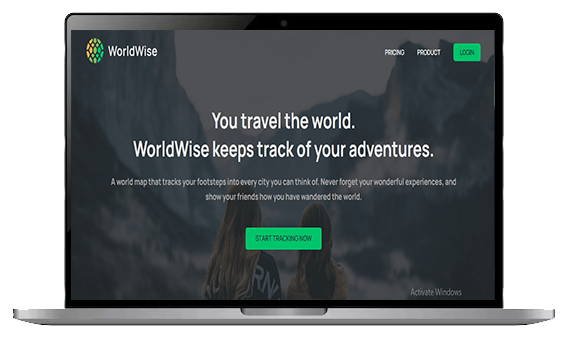 WorldWise
PRICING PRODUCT LOGIN
You travel the world.
WorldWise keeps track of your adventures.
A world map that tracks your footsteps into every city you can think of. Never forget your wonderful experiences, and
show your friends how you have wandered the world.
START TRACKING NOW
Activate Windows